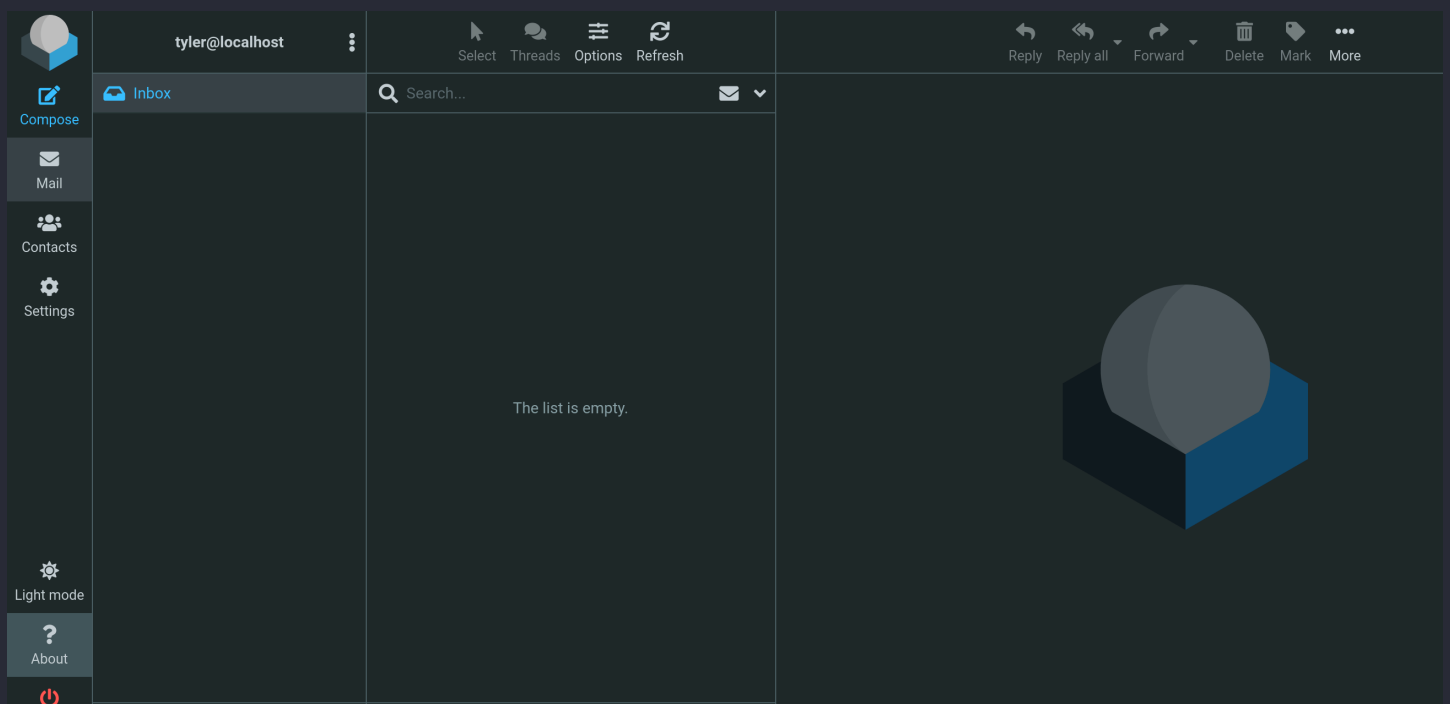 tyler@localhost
Select Threads Options Refresh
Reply Reply all Forward Delete Mark More
Compose
Mail
Contacts
Settings
Light mode
About
Inbox
Search...
The list is empty.